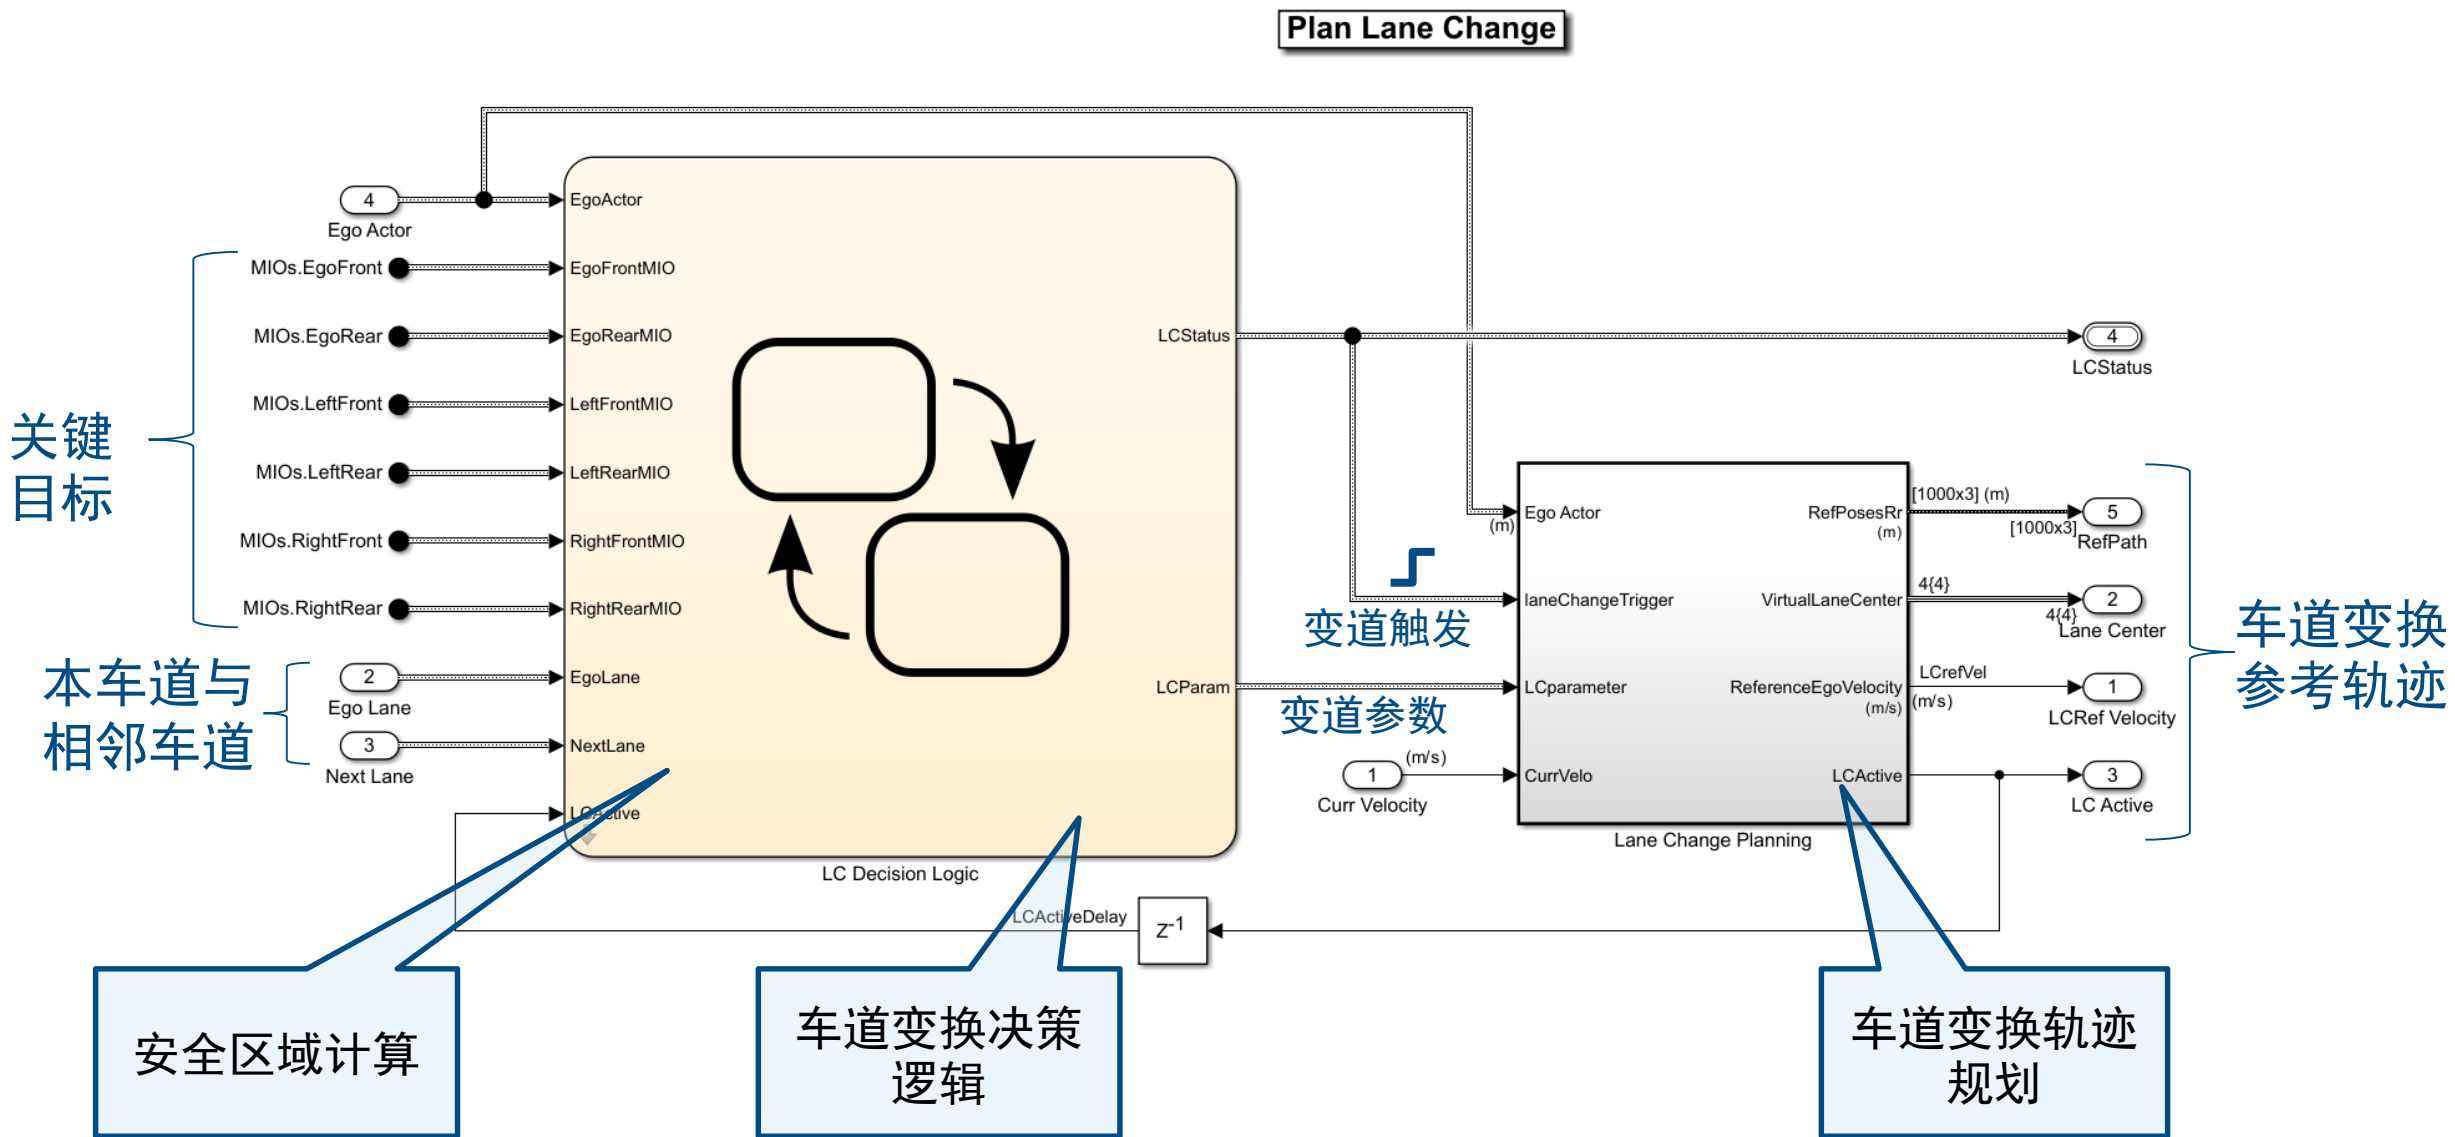 Plan Lane Change
4
Ego Actor
MIOs.EgoFront
MIOs.EgoRear
MIOs.LeftFront
MIOs.LeftRear
MIOs.RightFront
MIOs.RightRear
关键
目标
2
Ego Lane
3
Next Lane
本车道与
相邻车道
EgoActor
EgoFrontMIO
EgoRearMIO
LeftFrontMIO
LeftRearMIO
RightFrontMIO
RightRearMIO
EgoLane
NextLane
LCActive
LCStatus
LCParam
LC Decision Logic
变道触发
变道参数
1
Curr Velocity
(m/s)
(m)
Ego Actor
laneChangeTrigger
LCparameter
CurrVelo
RefPosesRr
(m)
VirtualLaneCenter
ReferenceEgoVelocity
(m/s)
LCActive
Lane Change Planning
4
LCStatus
[1000x3] (m)
[1000x3]
5
RefPath
4{4}
4{4}
2
Lane Center
LCrefVel
(m/s)
1
LCRef Velocity
3
LC Active
车道变换
参考轨迹
LCActiveDelay
Z-1
安全区域计算
车道变换决策
逻辑
车道变换轨迹
规划